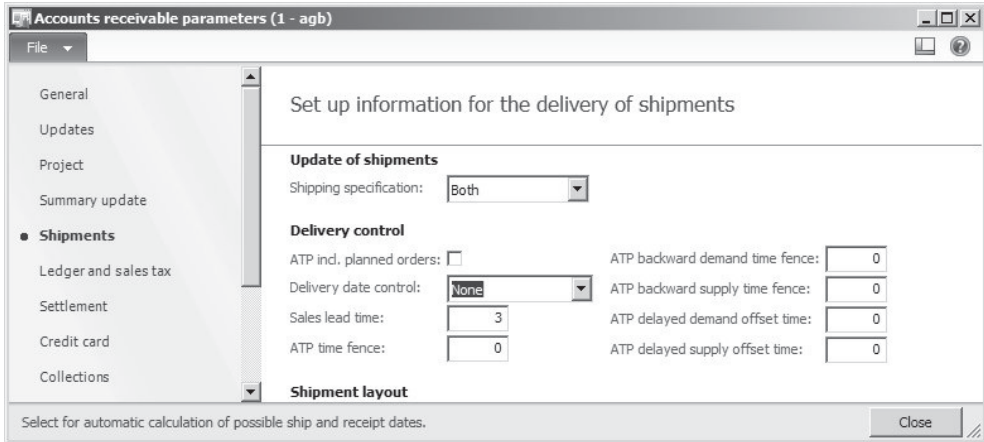 Accounts receivable parameters (1 - agb)
File
General
Updates
Project
Summary update
Shipments
Ledger and sales tax
Settlement
Credit card
Collections
Set up information for the delivery of shipments
Update of shipments
Shipping specification: Both
Delivery control
ATP incl. planned orders:
Delivery date control: None
Sales lead time: 3
ATP time fence: 0
ATP backward demand time fence: 0
ATP backward supply time fence: 0
ATP delayed demand offset time: 0
ATP delayed supply offset time: 0
Shipment layout
Select for automatic calculation of possible ship and receipt dates.
Close